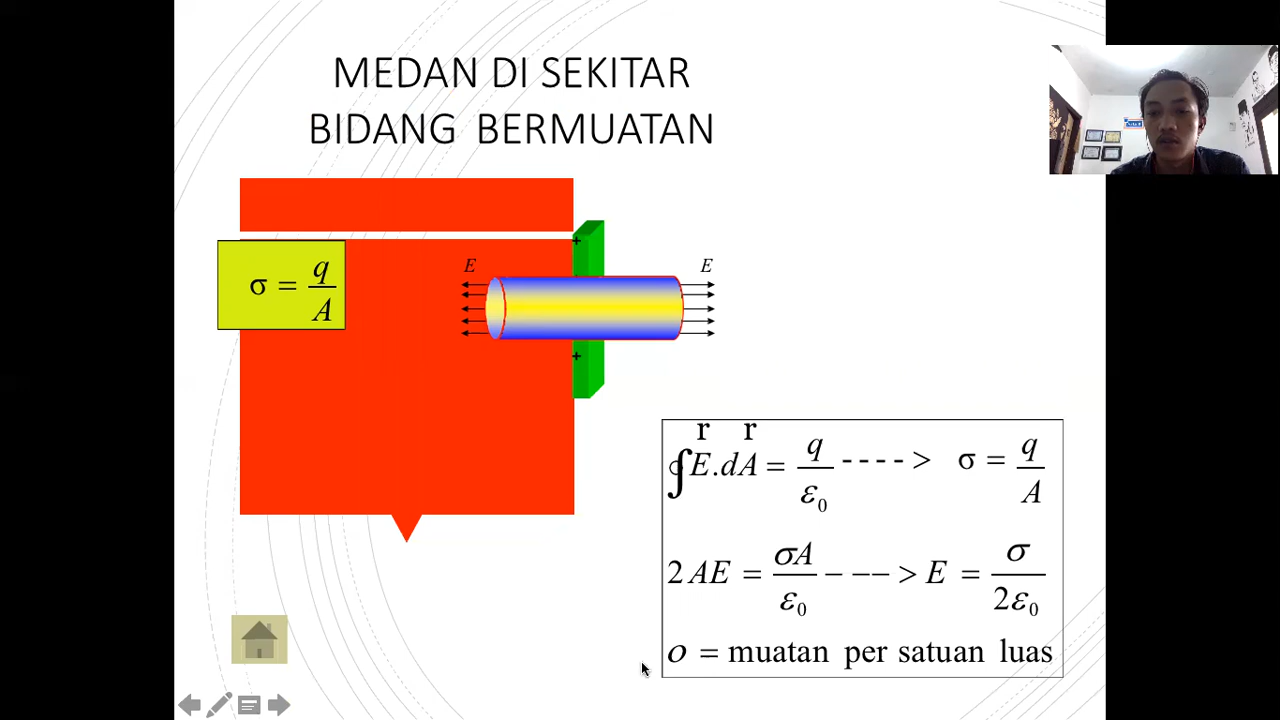 MEDAN DI SEKITAR
BIDANG BERMUATAN
σ = q/A
+
E
E
+
r r
∮E.dA = q/ε₀ ----> σ = q/A
2AE = σA/ε₀ – –– > E = σ/2ε₀
σ = muatan per satuan luas